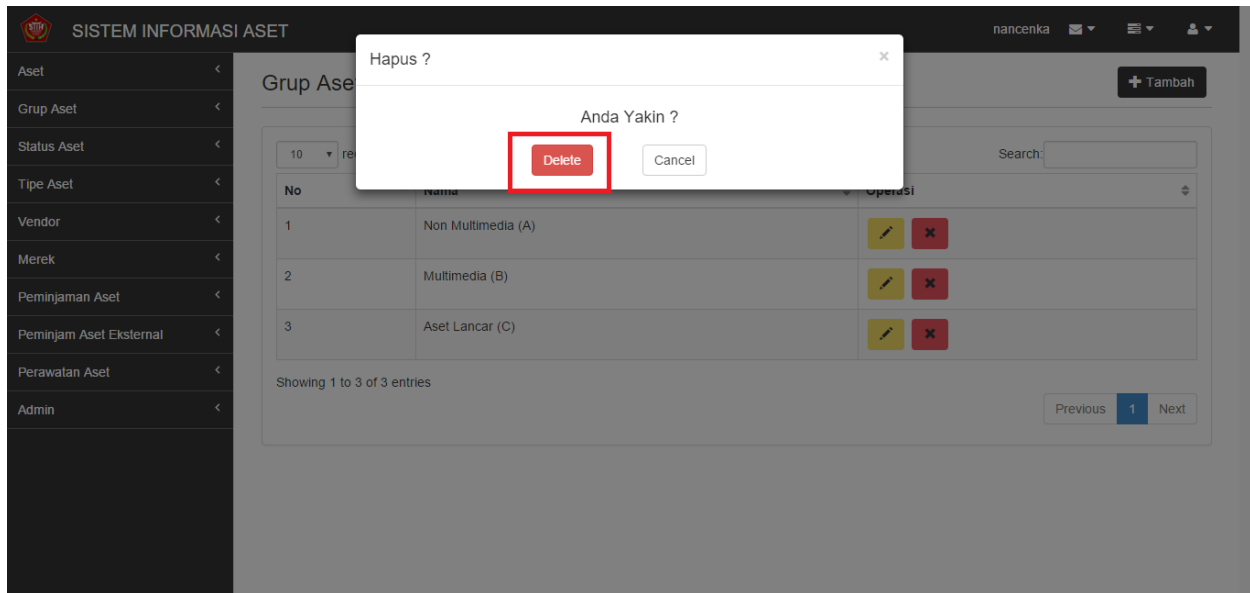 SISTEM INFORMASI ASET
nancenka
Aset
Grup Aset
Status Aset
Tipe Aset
Vendor
Merek
Peminjaman Aset
Peminjam Aset Eksternal
Perawatan Aset
Admin
Hapus ?
×
Anda Yakin ?
Delete Cancel
Grup Ase
+ Tambah
10 re
Search:
No Nama Operasi
1 Non Multimedia (A)
2 Multimedia (B)
3 Aset Lancar (C)
Showing 1 to 3 of 3 entries
Previous 1 Next